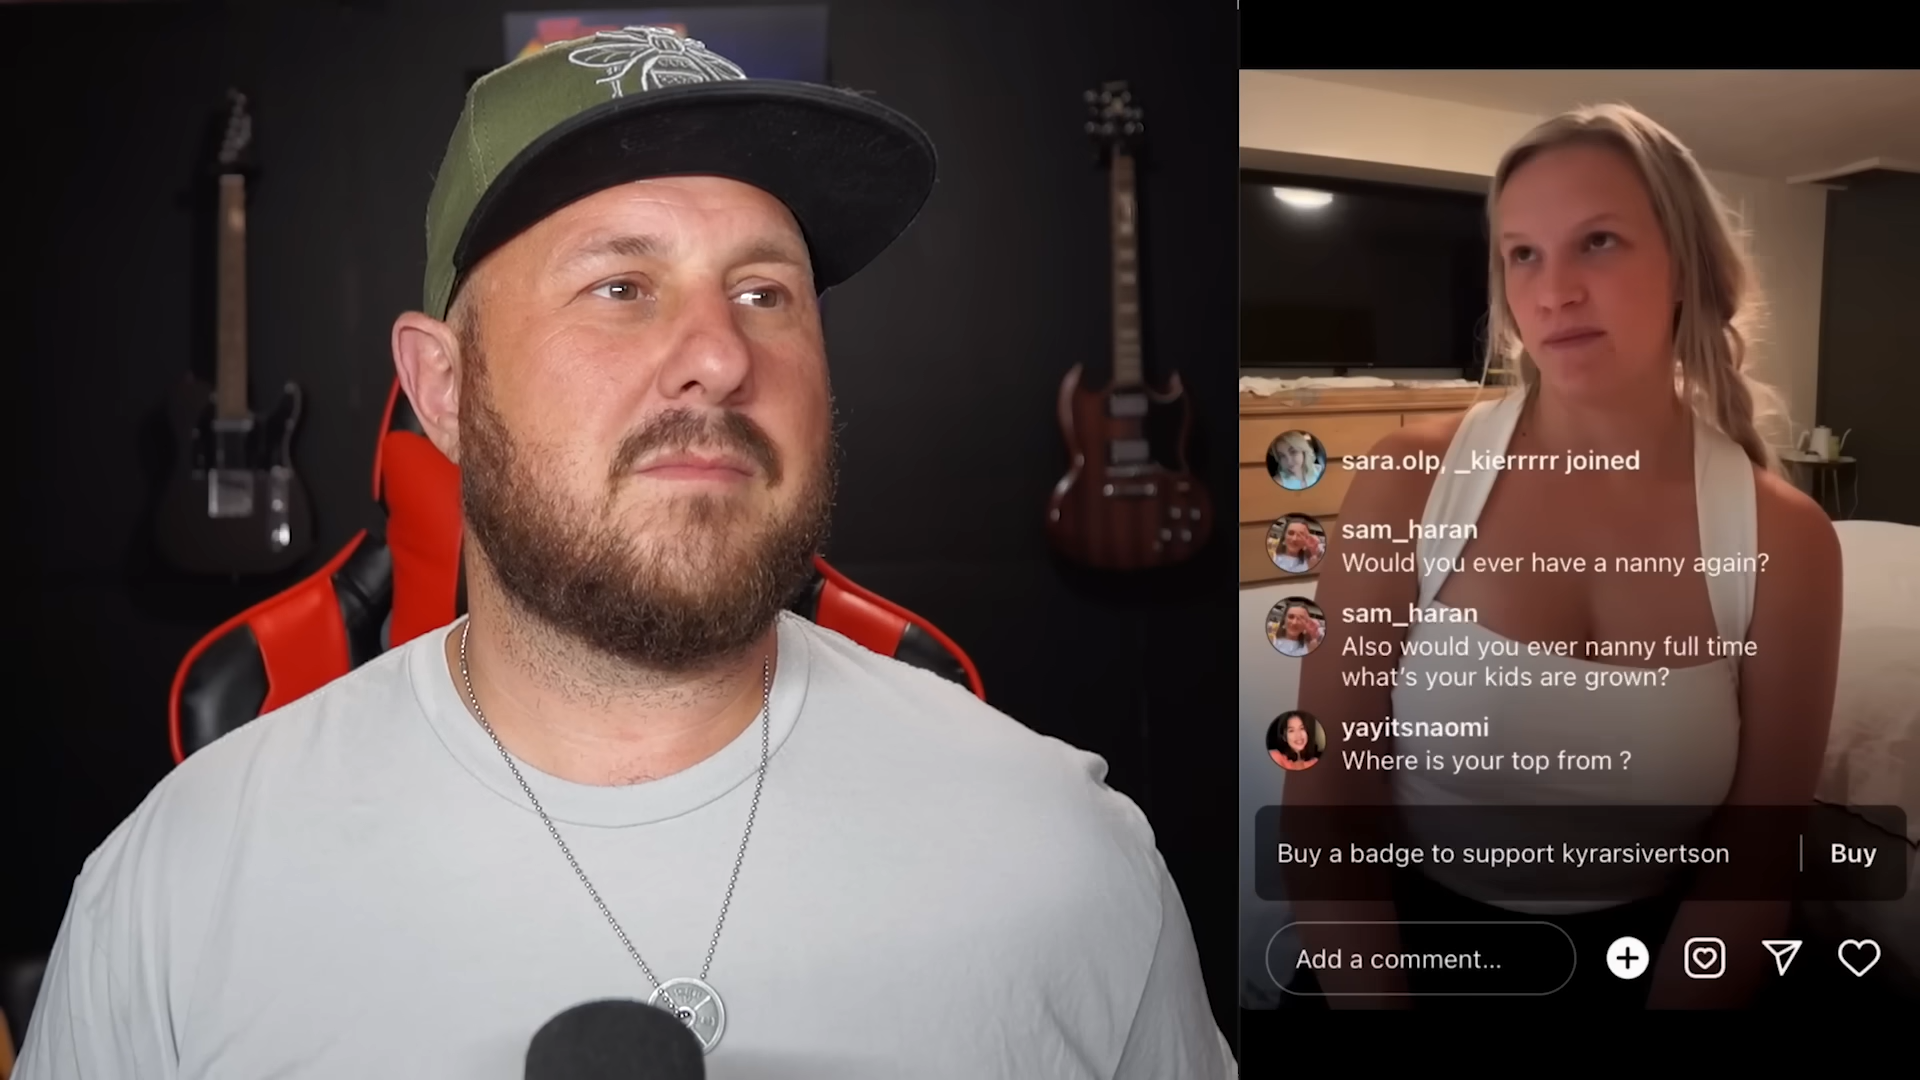 sara.olp, _kierrrrr joined
sam_haran
Would you ever have a nanny again?
sam_haran
Also would you ever nanny full time
what's your kids are grown?
yayitsnaomi
Where is your top from ?
Buy a badge to support kyrarsivertson
Buy
Add a comment...